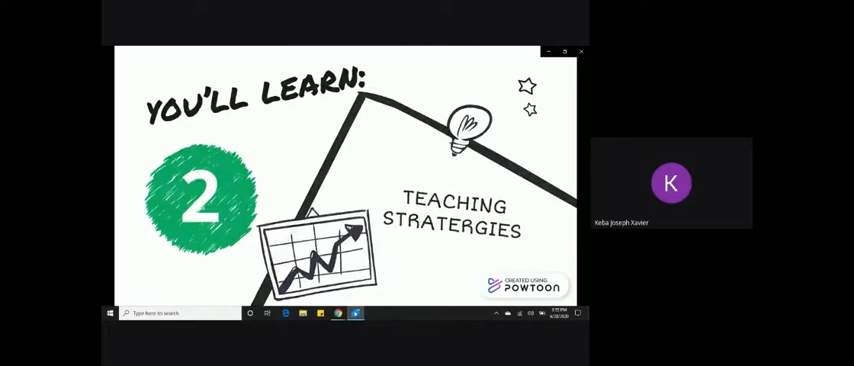 YOU'LL LEARN:
2
TEACHING
STRATERGIES
CREATED USING
POWTOON
K
Keba Joseph Xavier
Type here to search